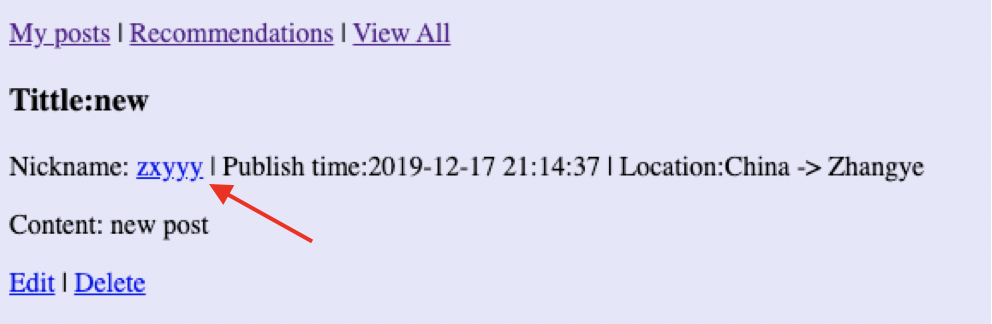 My posts | Recommendations | View All
Tittle:new
Nickname: zxyyy | Publish time:2019-12-17 21:14:37 | Location:China -> Zhangye
Content: new post
Edit | Delete